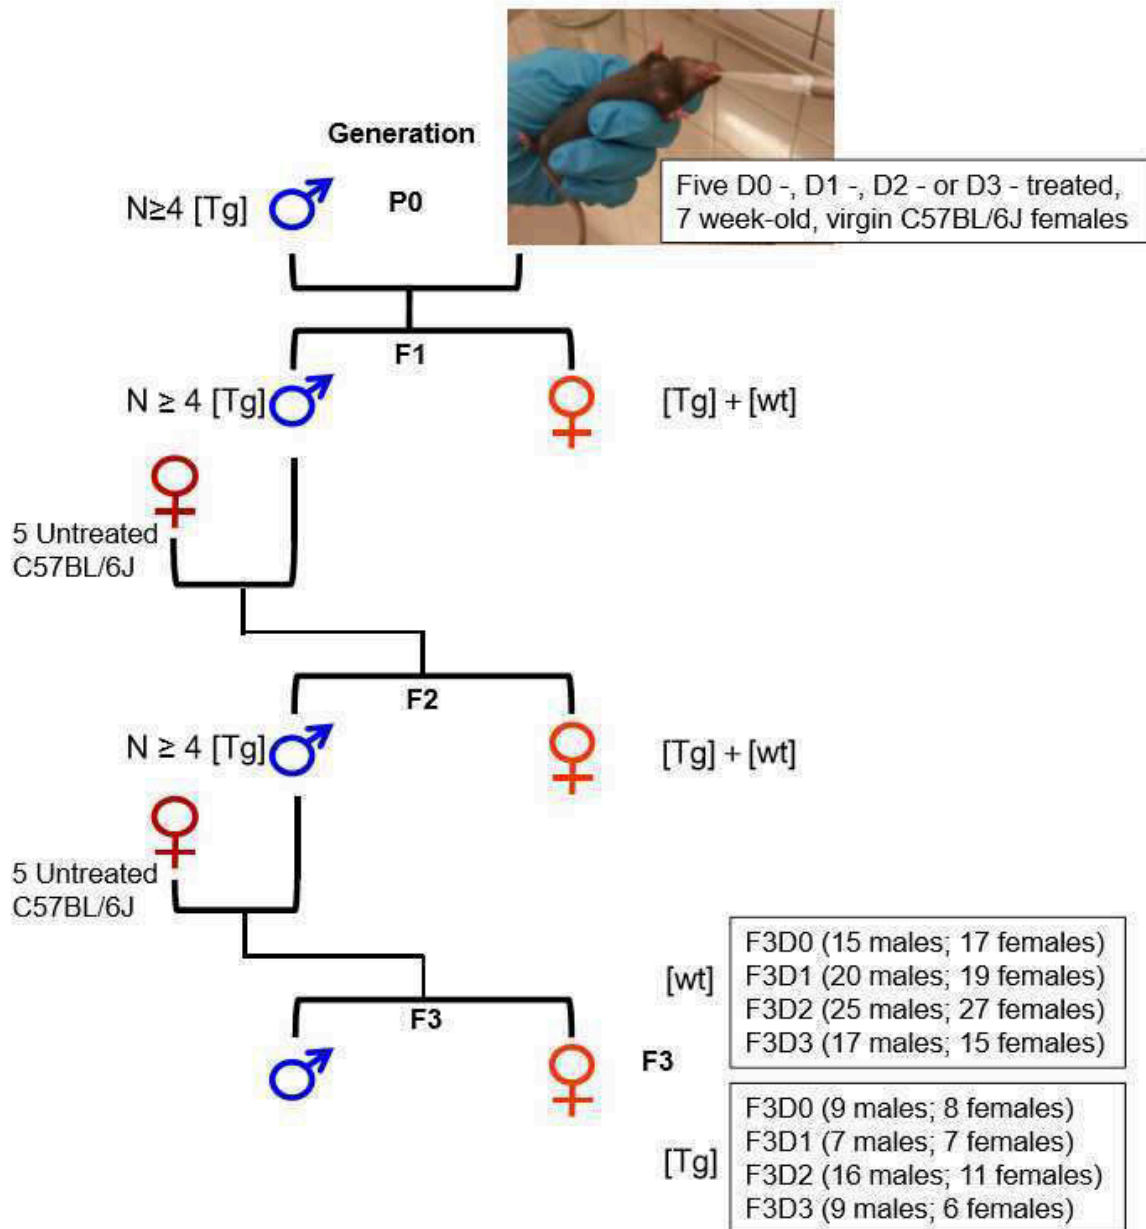 Generation
N≥4 [Tg]
P0
Five D0 -, D1 -, D2 - or D3 - treated,
7 week-old, virgin C57BL/6J females
F1
N ≥ 4 [Tg]
[Tg] + [wt]
5 Untreated
C57BL/6J
F2
N ≥ 4 [Tg]
[Tg] + [wt]
5 Untreated
C57BL/6J
F3
F3
[wt]
F3D0 (15 males; 17 females)
F3D1 (20 males; 19 females)
F3D2 (25 males; 27 females)
F3D3 (17 males; 15 females)
[Tg]
F3D0 (9 males; 8 females)
F3D1 (7 males; 7 females)
F3D2 (16 males; 11 females)
F3D3 (9 males; 6 females)